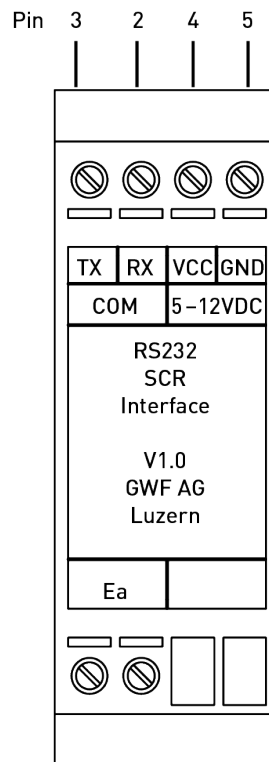 Pin 3 2 4 5
TX RX VCC GND
COM 5-12VDC
RS232
SCR
Interface
V1.0
GWF AG
Luzern
Ea